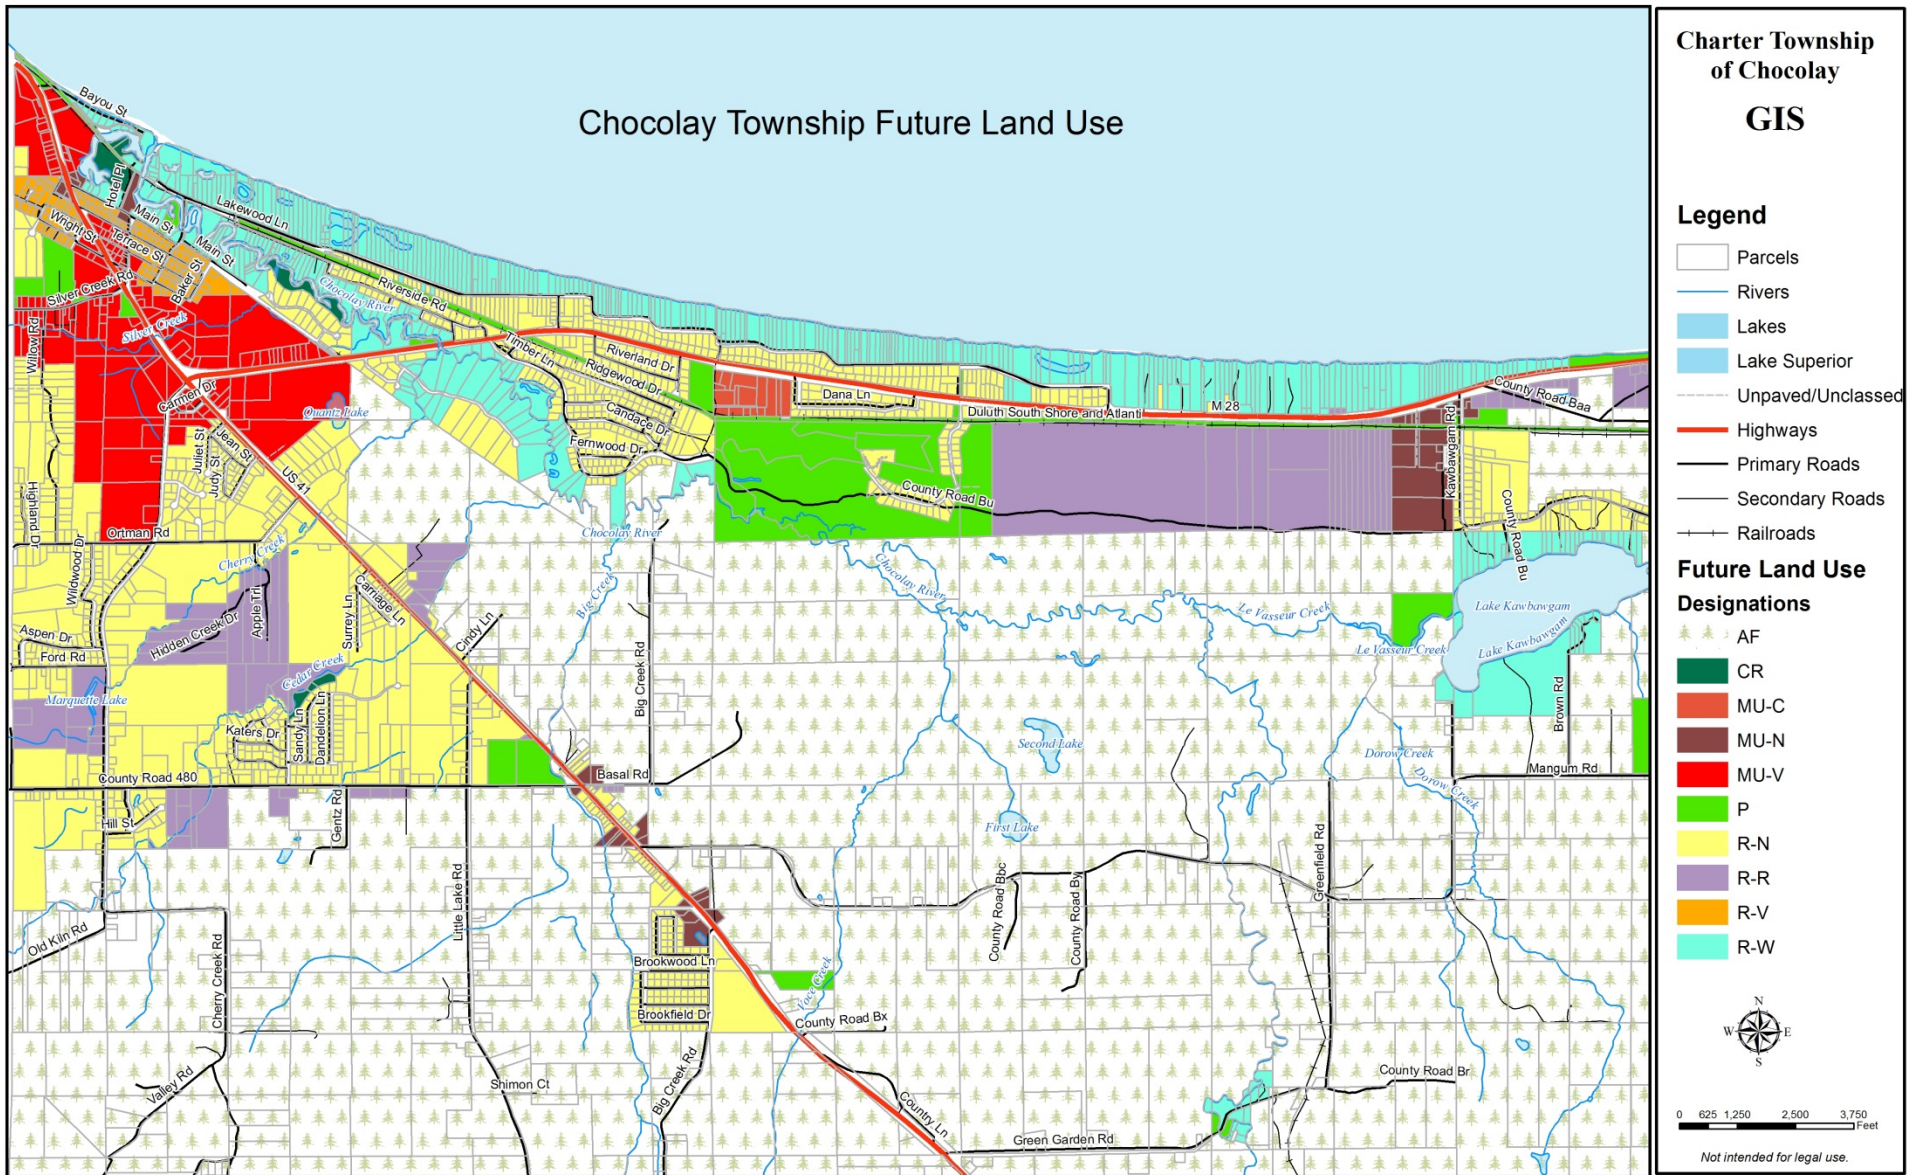 Chocolay Township Future Land Use
Bayou St
Hotel Pl
Lakewood Ln
Main St
Wright St
Terrace St
Main St
Baker St
Silver Creek Rd
Chocolay River
Riverside Rd
Silver Creek
Willow Rd
Timber Ln
Riverland Dr
Ridgewood Dr
Carmen Dr
Quantz Lake
Candace Dr
Dana Ln
Duluth South Shore and Atlanti
M 28
County Road Baa
Kawbawgam Rd
Juliet St
Judy St
Jean St
US 41
Fernwood Dr
County Road Bu
County Road Bu
Highland Dr
Ortman Rd
Wildwood Dr
Cherry Creek
Chocolay River
Big Creek
Chocolay River
Le Vasseur Creek
Le Vasseur Creek
Lake Kawbawgam
Lake Kawbawgam
Apple Trl
Hidden Creek Dr
Surrey Ln
Carriage Ln
Cindy Ln
Aspen Dr
Ford Rd
Cedar Creek
Marquette Lake
Big Creek Rd
Brown Rd
Katers Dr
Sandy Ln
Dandelion Ln
Second Lake
Dorow Creek
Dorow Creek
Mangum Rd
County Road 480
Basal Rd
Hill St
Gentz Rd
First Lake
Greenfield Rd
Little Lake Rd
County Road Bbc
County Road By
Old Kiln Rd
Cherry Creek Rd
Brookwood Ln
Brookfield Dr
Voce Creek
County Road Bx
Valley Rd
Shimon Ct
Big Creek Rd
Country Ln
Green Garden Rd
County Road Br
Charter Township
of Chocolay
GIS
Legend
Parcels
Rivers
Lakes
Lake Superior
Unpaved/Unclassed
Highways
Primary Roads
Secondary Roads
Railroads
Future Land Use
Designations
AF
CR
MU-C
MU-N
MU-V
P
R-N
R-R
R-V
R-W
N
W E
S
0 625 1,250 2,500 3,750
Feet
Not intended for legal use.